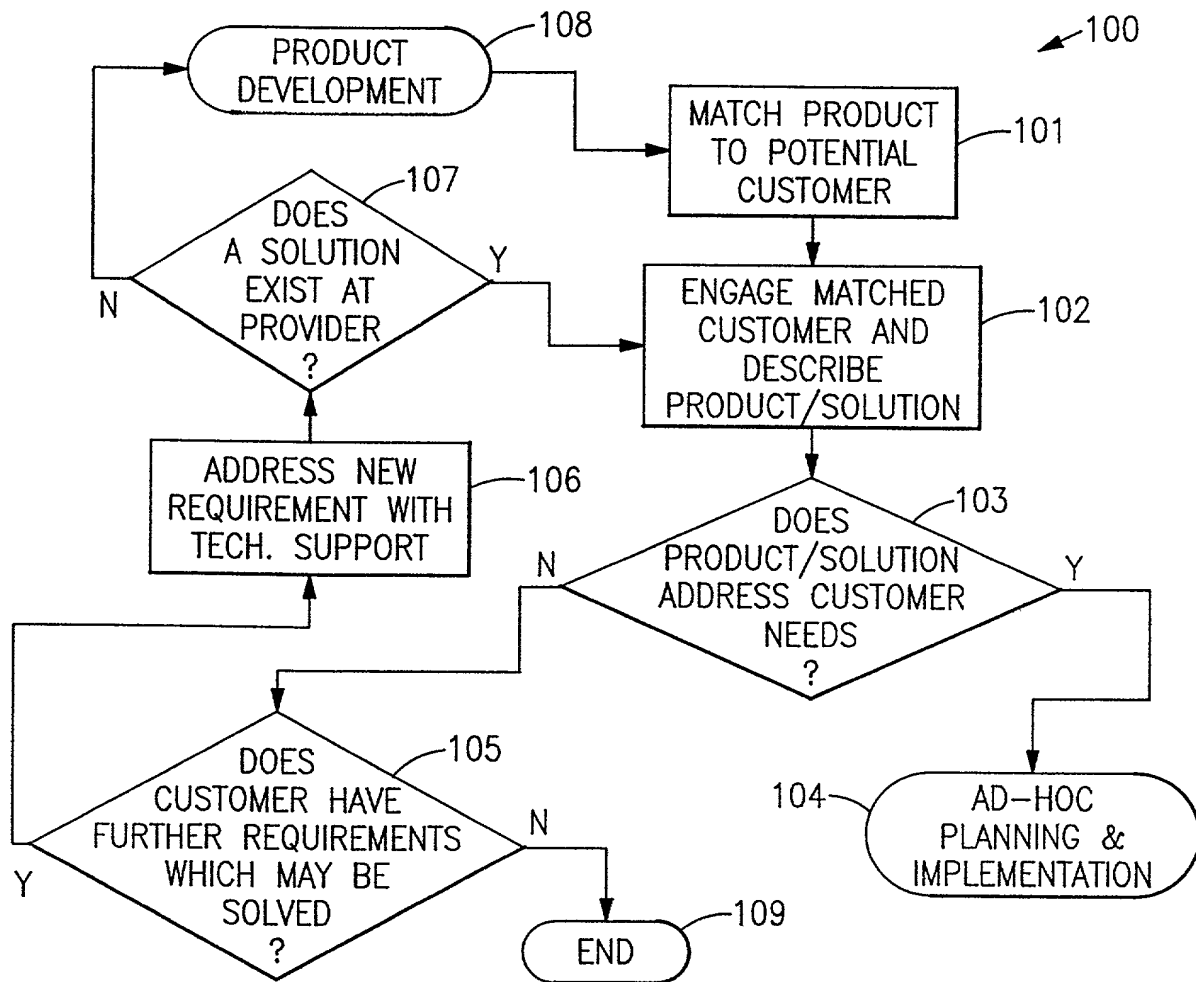 108
100
PRODUCT
DEVELOPMENT
MATCH PRODUCT
TO POTENTIAL
CUSTOMER
101
107
DOES
A SOLUTION
EXIST AT
PROVIDER
?
N
Y
ENGAGE MATCHED
CUSTOMER AND
DESCRIBE
PRODUCT/SOLUTION
102
ADDRESS NEW
REQUIREMENT WITH
TECH. SUPPORT
106
103
DOES
PRODUCT/SOLUTION
ADDRESS CUSTOMER
NEEDS
?
N
Y
105
DOES
CUSTOMER HAVE
FURTHER REQUIREMENTS
WHICH MAY BE
SOLVED
?
Y
N
104
AD-HOC
PLANNING &
IMPLEMENTATION
109
END